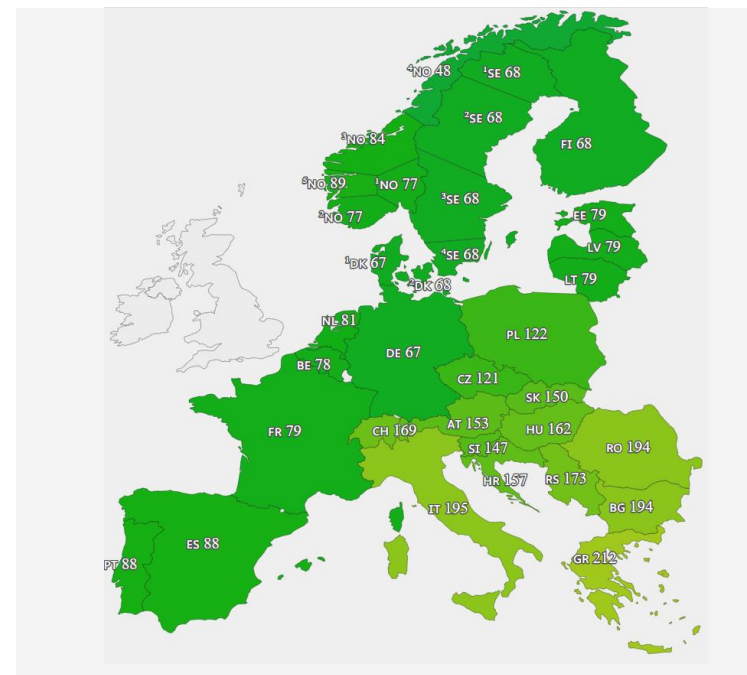 ⁴NO 48
¹SE 68
²SE 68
³NO 84
FI 68
⁵NO 89
¹NO 77
³SE 68
²NO 77
EE 79
LV 79
¹DK 67
⁴SE 68
LT 79
²DK 68
NL 81
PL 122
DE 67
BE 78
CZ 121
SK 150
AT 153
FR 79
CH 169
HU 162
SI 147
RO 194
HR 157
RS 173
IT 195
BG 194
ES 88
GR 212
PT 88